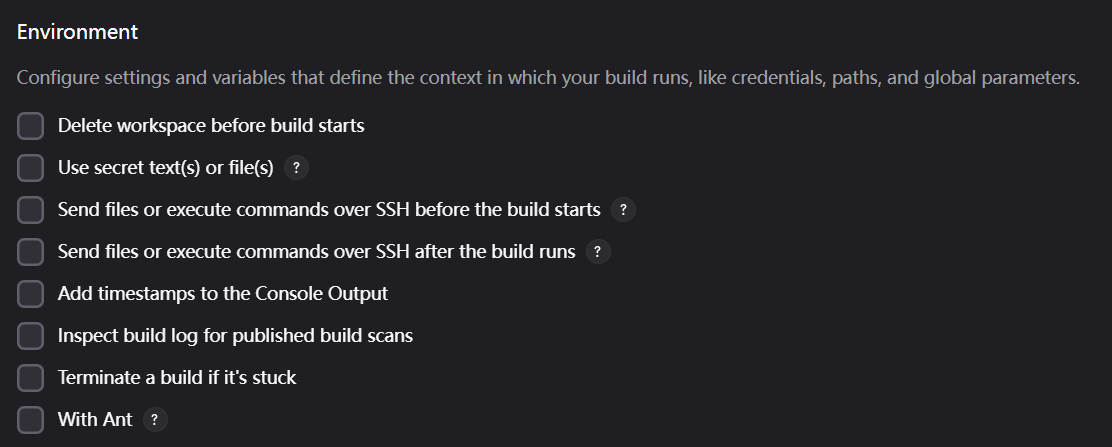 Environment
Configure settings and variables that define the context in which your build runs, like credentials, paths, and global parameters.
Delete workspace before build starts
Use secret text(s) or file(s) ?
Send files or execute commands over SSH before the build starts ?
Send files or execute commands over SSH after the build runs ?
Add timestamps to the Console Output
Inspect build log for published build scans
Terminate a build if it's stuck
With Ant ?